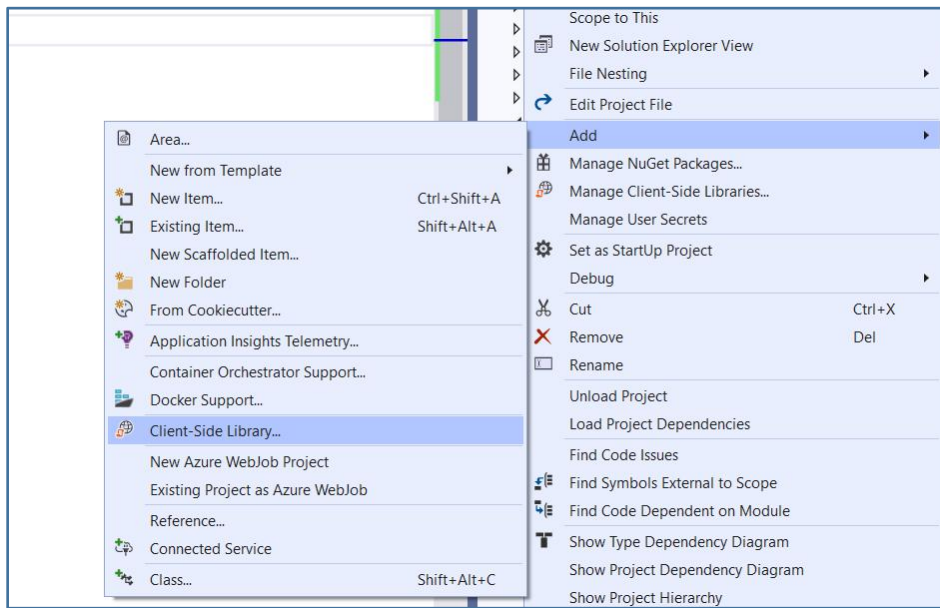 Scope to This
New Solution Explorer View
File Nesting
Edit Project File
Add
Manage NuGet Packages...
Manage Client-Side Libraries...
Manage User Secrets
Set as StartUp Project
Debug
Cut Ctrl+X
Remove Del
Rename
Unload Project
Load Project Dependencies
Find Code Issues
Find Symbols External to Scope
Find Code Dependent on Module
Show Type Dependency Diagram
Show Project Dependency Diagram
Show Project Hierarchy
Area...
New from Template
New Item... Ctrl+Shift+A
Existing Item... Shift+Alt+A
New Scaffolded Item...
New Folder
From Cookiecutter...
Application Insights Telemetry...
Container Orchestrator Support...
Docker Support...
Client-Side Library...
New Azure WebJob Project
Existing Project as Azure WebJob
Reference...
Connected Service
Class... Shift+Alt+C